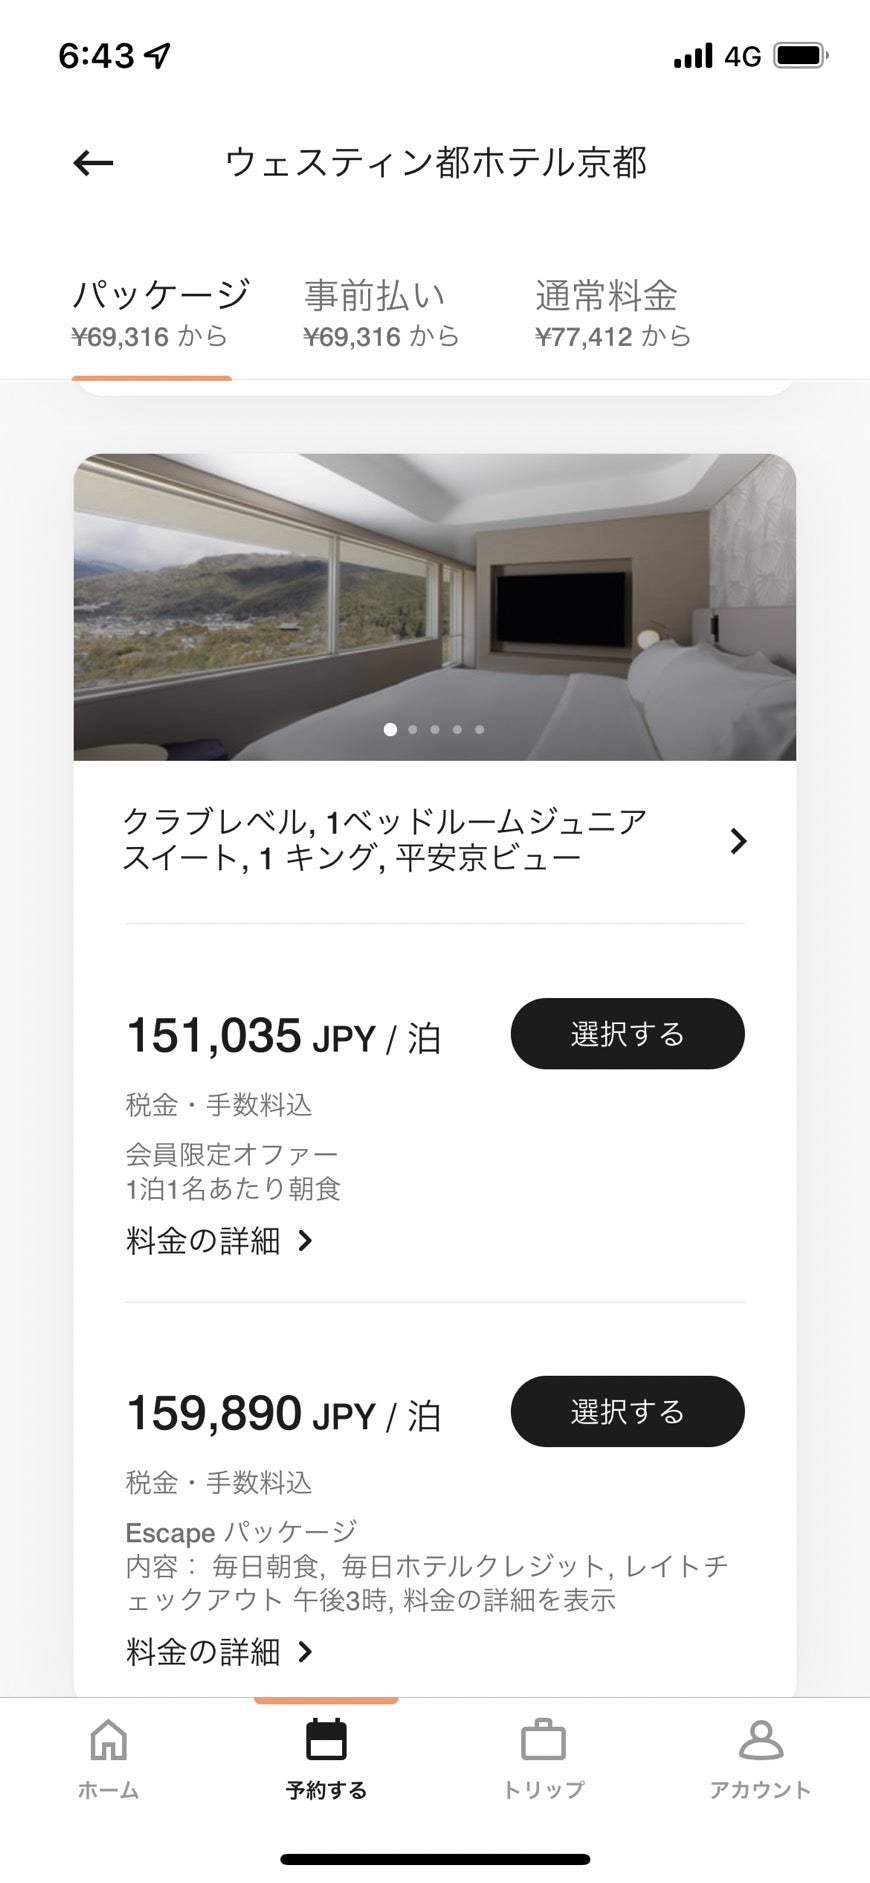 6:43
4G
ウェスティン都ホテル京都
パッケージ
¥69,316 から
事前払い
¥69,316 から
通常料金
¥77,412 から
クラブレベル, 1ベッドルームジュニア
スイート, 1 キング, 平安京ビュー
151,035 JPY / 泊
選択する
税金・手数料込
会員限定オファー
1泊1名あたり朝食
料金の詳細
159,890 JPY / 泊
選択する
税金・手数料込
Escape パッケージ
内容： 毎日朝食, 毎日ホテルクレジット, レイトチ
ェックアウト 午後3時, 料金の詳細を表示
料金の詳細
ホーム
予約する
トリップ
アカウント